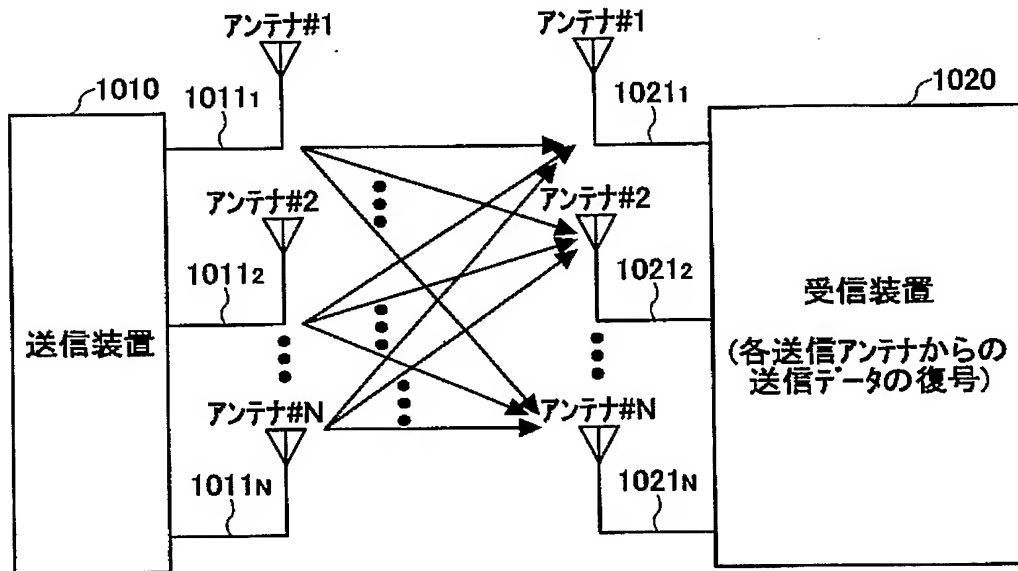 アンテナ#1
アンテナ#1
1010
1020
1011₁
1021₁
アンテナ#2
アンテナ#2
1011₂
1021₂
送信装置
受信装置
(各送信アンテナからの
送信データの復号)
アンテナ#N
アンテナ#N
1011N
1021N